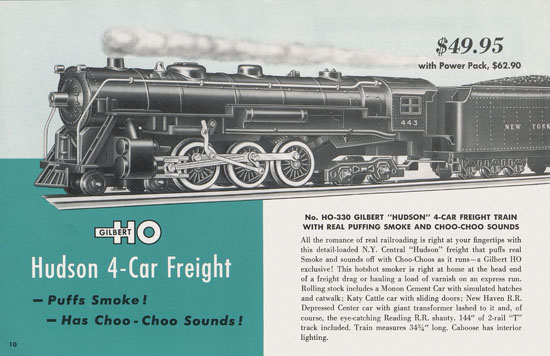 $49.95
with Power Pack, $62.90
443
NEW YORK
GILBERT HO
Hudson 4-Car Freight
– Puffs Smoke!
– Has Choo-Choo Sounds!
No. HO-330 GILBERT "HUDSON" 4-CAR FREIGHT TRAIN
WITH REAL PUFFING SMOKE AND CHOO-CHOO SOUNDS
All the romance of real railroading is right at your fingertips with
this detail-loaded N.Y. Central "Hudson" freight that puffs real
Smoke and sounds off with Choo-Choos as it runs—a Gilbert HO
exclusive! This hotshot smoker is right at home at the head end
of a freight drag or hauling a load of varnish on an express run.
Rolling stock includes a Monon Cement Car with simulated hatches
and catwalk; Katy Cattle car with sliding doors; New Haven R.R.
Depressed Center car with giant transformer lashed to it and, of
course, the eye-catching Reading R.R. shanty. 144" of 2-rail "T"
track included. Train measures 34¾" long. Caboose has interior
lighting.
10